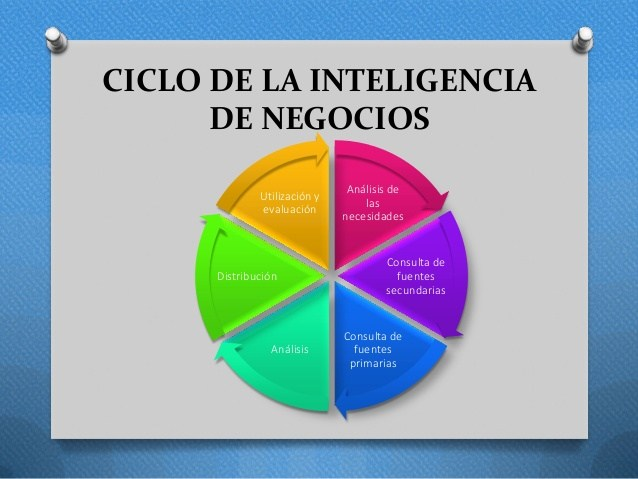 CICLO DE LA INTELIGENCIA
DE NEGOCIOS
Análisis de
las
necesidades
Consulta de
fuentes
secundarias
Consulta de
fuentes
primarias
Análisis
Distribución
Utilización y
evaluación